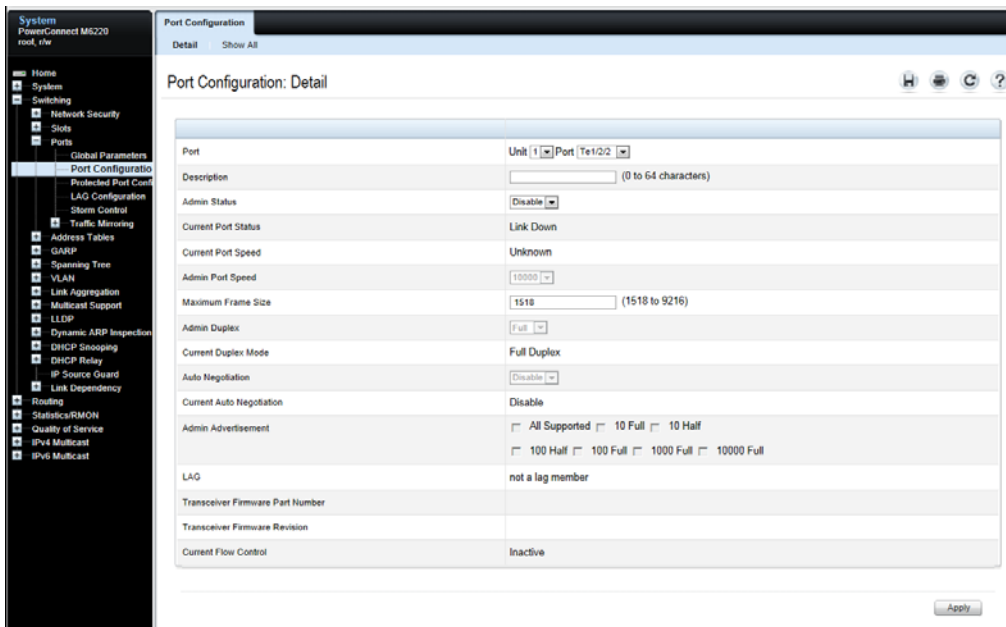 System
PowerConnect M6220
root, r/w
Home
System
Switching
Network Security
Slots
Ports
Global Parameters
Port Configuratio
Protected Port Confi
LAG Configuration
Storm Control
Traffic Mirroring
Address Tables
GARP
Spanning Tree
VLAN
Link Aggregation
Multicast Support
LLDP
Dynamic ARP Inspection
DHCP Snooping
DHCP Relay
IP Source Guard
Link Dependency
Routing
Statistics/RMON
Quality of Service
IPv4 Multicast
IPv6 Multicast
Port Configuration
Detail Show All
Port Configuration: Detail
Port Unit 1 Port Te1/2/2
Description (0 to 64 characters)
Admin Status Disable
Current Port Status Link Down
Current Port Speed Unknown
Admin Port Speed 10000
Maximum Frame Size 1518 (1518 to 9216)
Admin Duplex Full
Current Duplex Mode Full Duplex
Auto Negotiation Disable
Current Auto Negotiation Disable
Admin Advertisement All Supported 10 Full 10 Half
100 Half 100 Full 1000 Full 10000 Full
LAG not a lag member
Transceiver Firmware Part Number
Transceiver Firmware Revision
Current Flow Control Inactive
Apply